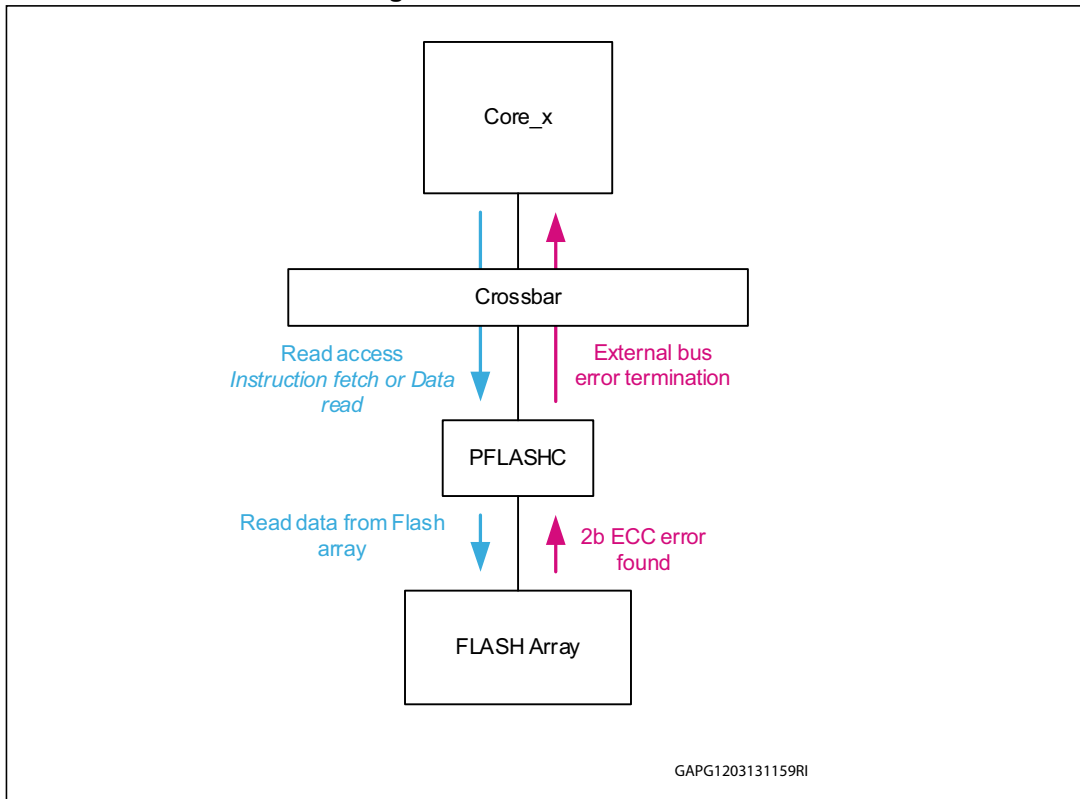 Core_x
Crossbar
Read access
Instruction fetch or Data
read
External bus
error termination
PFLASHC
Read data from Flash
array
2b ECC error
found
FLASH Array
GAPG1203131159RI